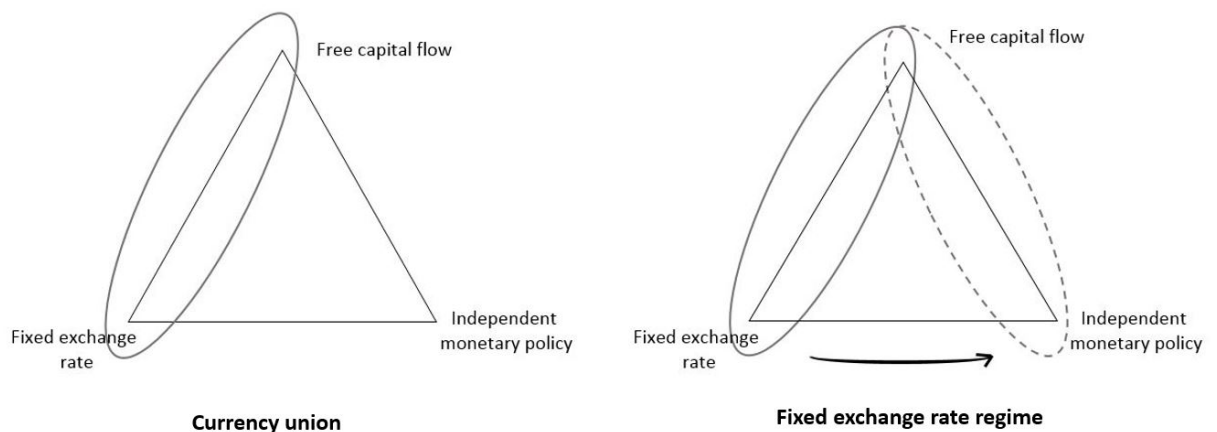 Free capital flow
Fixed exchange
rate
Independent
monetary policy
Currency union
Free capital flow
Fixed exchange
rate
Independent
monetary policy
Fixed exchange rate regime